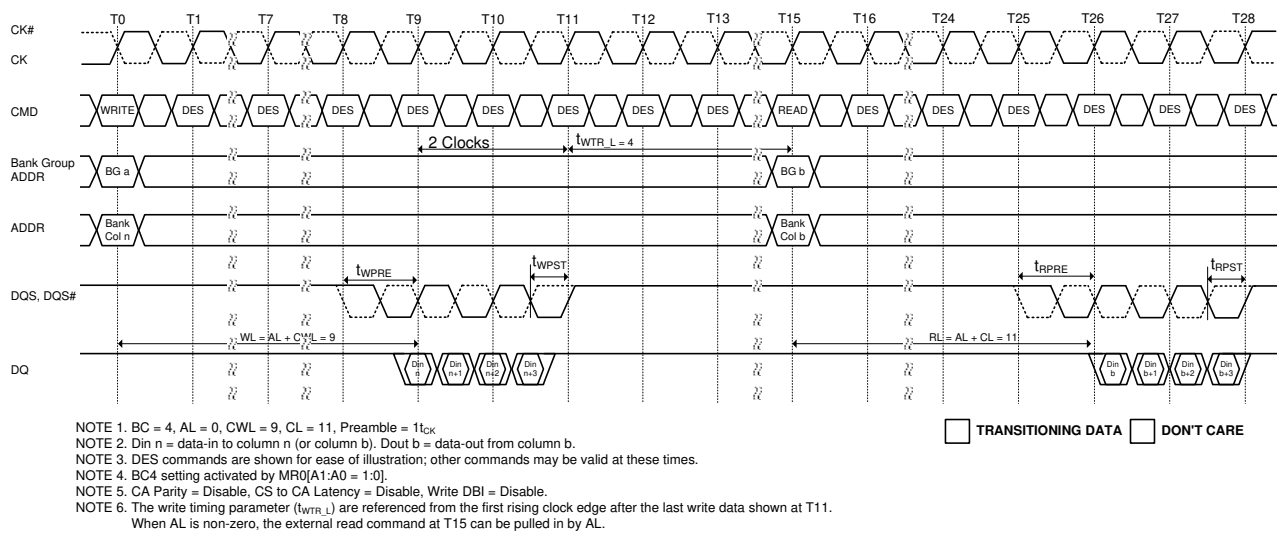 T0 T1 T7 T8 T9 T10 T11 T12 T13 T15 T16 T24 T25 T26 T27 T28
CK#
CK
CMD WRITE DES DES DES DES DES DES DES DES READ DES DES DES DES DES DES
2 Clocks tWTR_L = 4
Bank Group
ADDR
BG a BG b
ADDR
Bank
Col n
Bank
Col b
tWPRE tWPST tRPRE tRPST
DQS, DQS#
WL = AL + CWL = 9 RL = AL + CL = 11
DQ
Din
n
Din
n+1
Din
n+2
Din
n+3
Din
b
Din
b+1
Din
b+2
Din
b+3
NOTE 1. BC = 4, AL = 0, CWL = 9, CL = 11, Preamble = 1tCK
NOTE 2. Din n = data-in to column n (or column b). Dout b = data-out from column b.
NOTE 3. DES commands are shown for ease of illustration; other commands may be valid at these times.
NOTE 4. BC4 setting activated by MR0[A1:A0 = 1:0].
NOTE 5. CA Parity = Disable, CS to CA Latency = Disable, Write DBI = Disable.
NOTE 6. The write timing parameter (tWTR_L) are referenced from the first rising clock edge after the last write data shown at T11.
When AL is non-zero, the external read command at T15 can be pulled in by AL.
TRANSITIONING DATA DON'T CARE